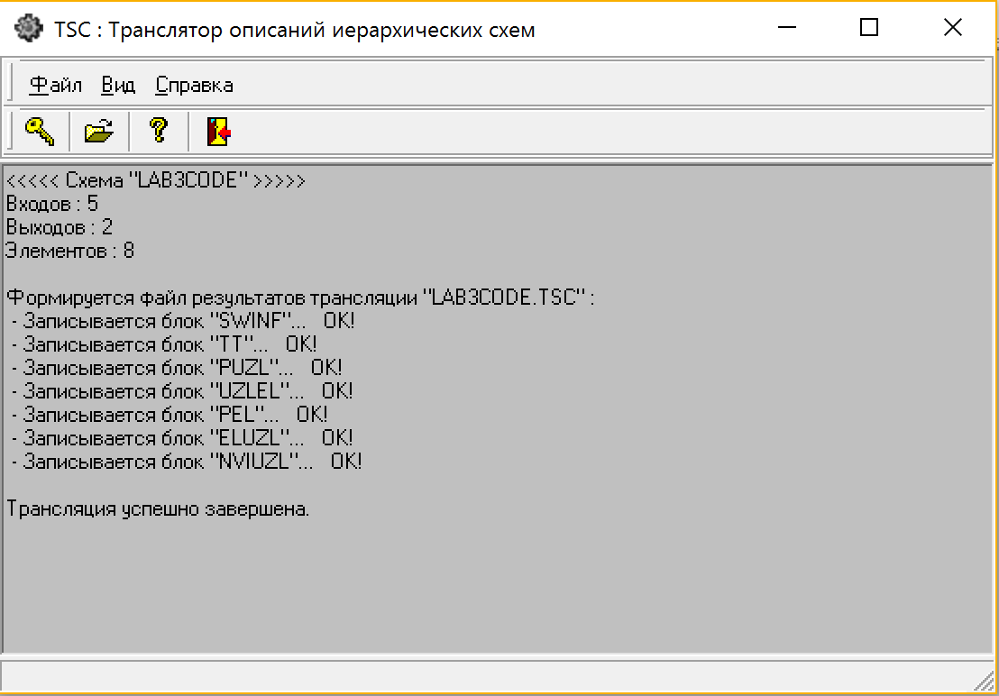 TSC : Транслятор описаний иерархических схем
Файл Вид Справка
<<<<< Схема "LAB3CODE" >>>>>
Входов : 5
Выходов : 2
Элементов : 8
Формируется файл результатов трансляции "LAB3CODE.TSC" :
- Записывается блок "SWINF"... OK!
- Записывается блок "TT"... OK!
- Записывается блок "PUZL"... OK!
- Записывается блок "UZLEL"... OK!
- Записывается блок "PEL"... OK!
- Записывается блок "ELUZL"... OK!
- Записывается блок "NVIUZL"... OK!
Трансляция успешно завершена.